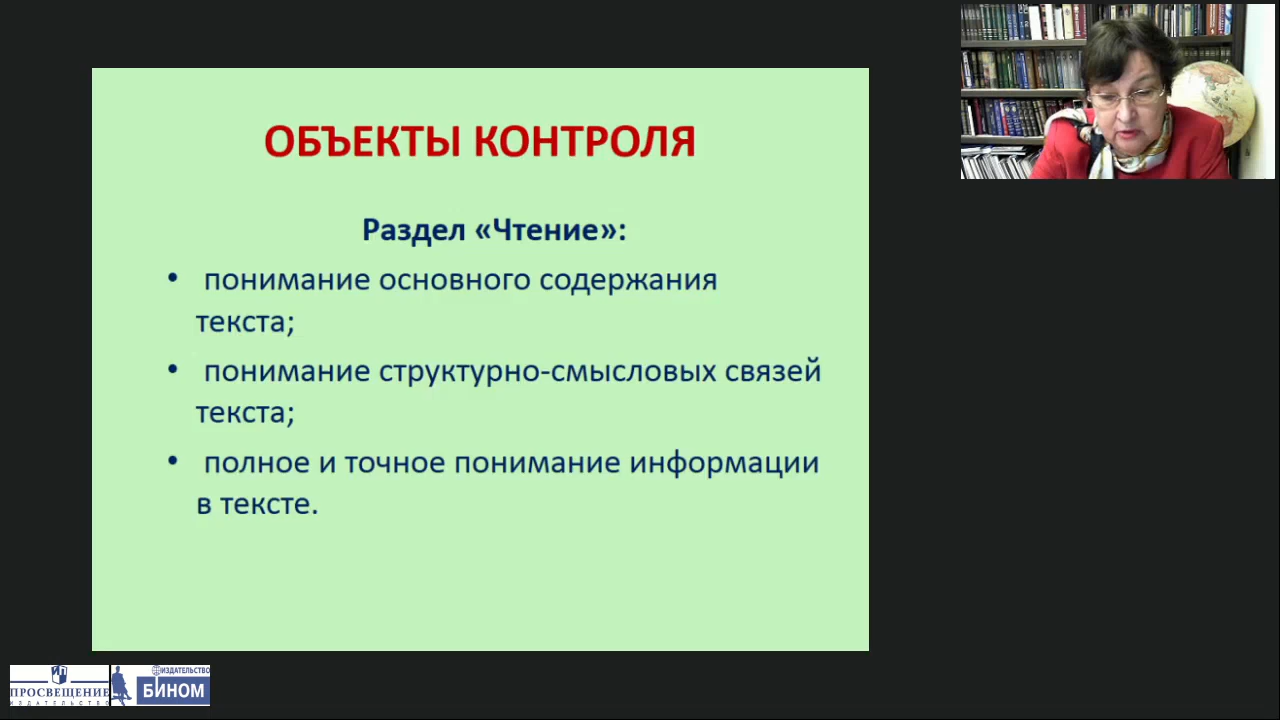 ОБЪЕКТЫ КОНТРОЛЯ
Раздел «Чтение»:
• понимание основного содержания
текста;
• понимание структурно-смысловых связей
текста;
• полное и точное понимание информации
в тексте.
ПРОСВЕЩЕНИЕ
ИЗДАТЕЛЬСТВО
ИЗДАТЕЛЬСТВО
БИНОМ